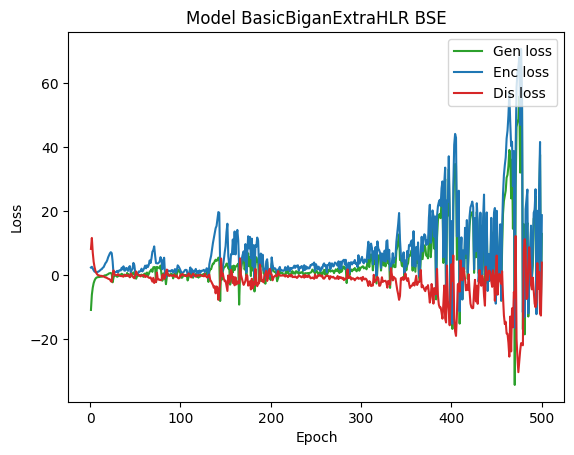 Model BasicBiganExtraHLR BSE
Gen loss
Enc loss
Dis loss
Loss
60
40
20
0
−20
0
100
200
300
400
500
Epoch